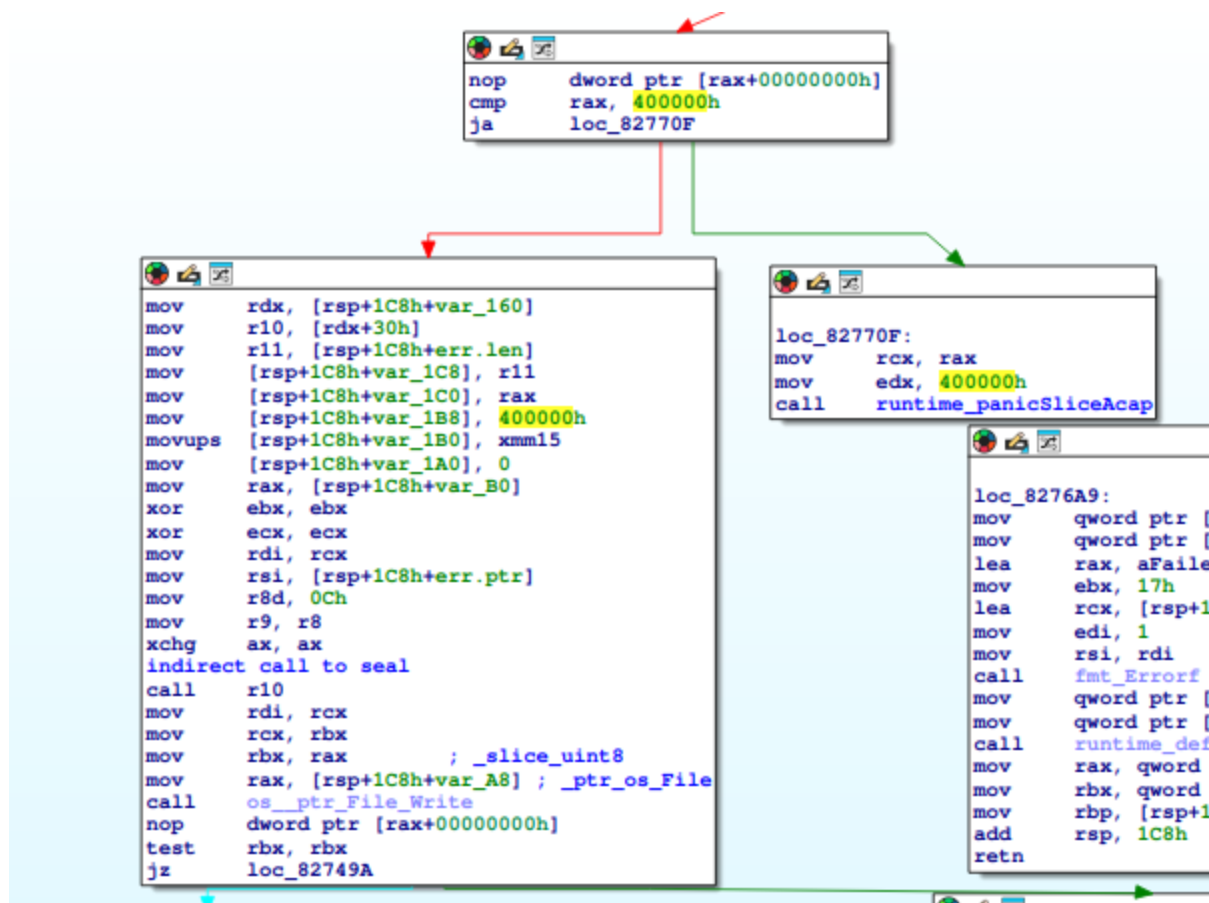 nop dword ptr [rax+00000000h]
cmp rax, 400000h
ja loc_82770F
mov rdx, [rsp+1C8h+var_160]
mov r10, [rdx+30h]
mov r11, [rsp+1C8h+err.len]
mov [rsp+1C8h+var_1C8], r11
mov [rsp+1C8h+var_1C0], rax
mov [rsp+1C8h+var_1B8], 400000h
movups [rsp+1C8h+var_1B0], xmm15
mov [rsp+1C8h+var_1A0], 0
mov rax, [rsp+1C8h+var_B0]
xor ebx, ebx
xor ecx, ecx
mov rdi, rcx
mov rsi, [rsp+1C8h+err.ptr]
mov r8d, 0Ch
mov r9, r8
xchg ax, ax
indirect call to seal
call r10
mov rdi, rcx
mov rcx, rbx
mov rbx, rax ; _slice_uint8
mov rax, [rsp+1C8h+var_A8] ; _ptr_os_File
call os__ptr_File_Write
nop dword ptr [rax+00000000h]
test rbx, rbx
jz loc_82749A
loc_82770F:
mov rcx, rax
mov edx, 400000h
call runtime_panicSliceAcap
loc_8276A9:
mov qword ptr [
mov qword ptr [
lea rax, aFaile
mov ebx, 17h
lea rcx, [rsp+1
mov edi, 1
mov rsi, rdi
call fmt_Errorf
mov qword ptr [
mov qword ptr [
call runtime_def
mov rax, qword
mov rbx, qword
mov rbp, [rsp+1
add rsp, 1C8h
retn